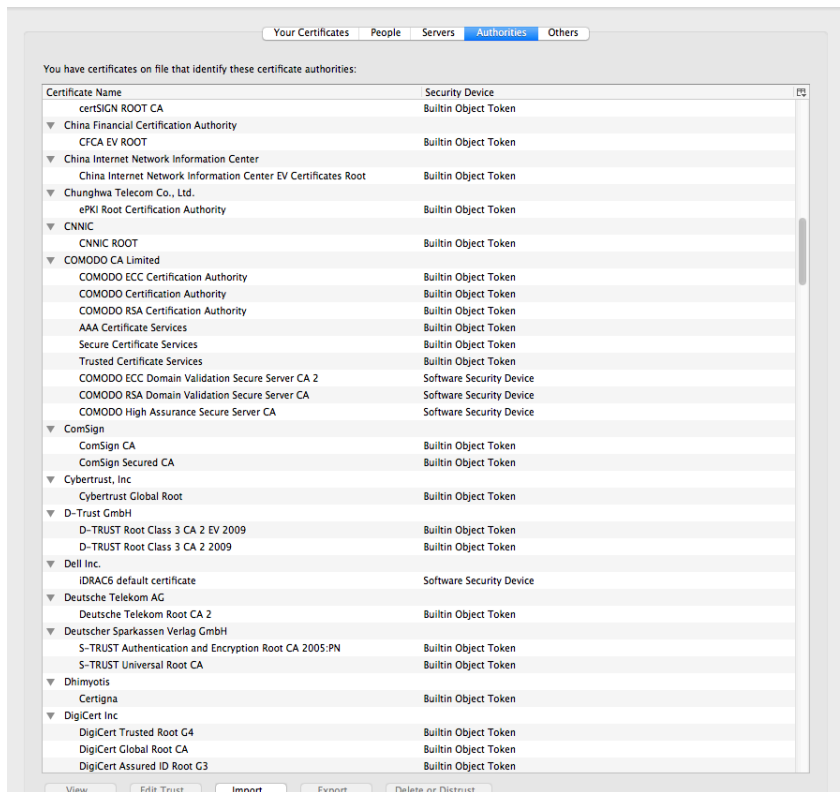 Your Certificates People Servers Authorities Others
You have certificates on file that identify these certificate authorities:
Certificate Name Security Device
certSIGN ROOT CA Builtin Object Token
China Financial Certification Authority
CFCA EV ROOT Builtin Object Token
China Internet Network Information Center
China Internet Network Information Center EV Certificates Root Builtin Object Token
Chunghwa Telecom Co., Ltd.
ePKI Root Certification Authority Builtin Object Token
CNNIC
CNNIC ROOT Builtin Object Token
COMODO CA Limited
COMODO ECC Certification Authority Builtin Object Token
COMODO Certification Authority Builtin Object Token
COMODO RSA Certification Authority Builtin Object Token
AAA Certificate Services Builtin Object Token
Secure Certificate Services Builtin Object Token
Trusted Certificate Services Builtin Object Token
COMODO ECC Domain Validation Secure Server CA 2 Software Security Device
COMODO RSA Domain Validation Secure Server CA Software Security Device
COMODO High Assurance Secure Server CA Software Security Device
ComSign
ComSign CA Builtin Object Token
ComSign Secured CA Builtin Object Token
Cybertrust, Inc
Cybertrust Global Root Builtin Object Token
D-Trust GmbH
D-TRUST Root Class 3 CA 2 EV 2009 Builtin Object Token
D-TRUST Root Class 3 CA 2 2009 Builtin Object Token
Dell Inc.
iDRAC6 default certificate Software Security Device
Deutsche Telekom AG
Deutsche Telekom Root CA 2 Builtin Object Token
Deutscher Sparkassen Verlag GmbH
S-TRUST Authentication and Encryption Root CA 2005:PN Builtin Object Token
S-TRUST Universal Root CA Builtin Object Token
Dhimyotis
Certigna Builtin Object Token
DigiCert Inc
DigiCert Trusted Root G4 Builtin Object Token
DigiCert Global Root CA Builtin Object Token
DigiCert Assured ID Root G3 Builtin Object Token
View... Edit Trust... Import... Export... Delete or Distrust...